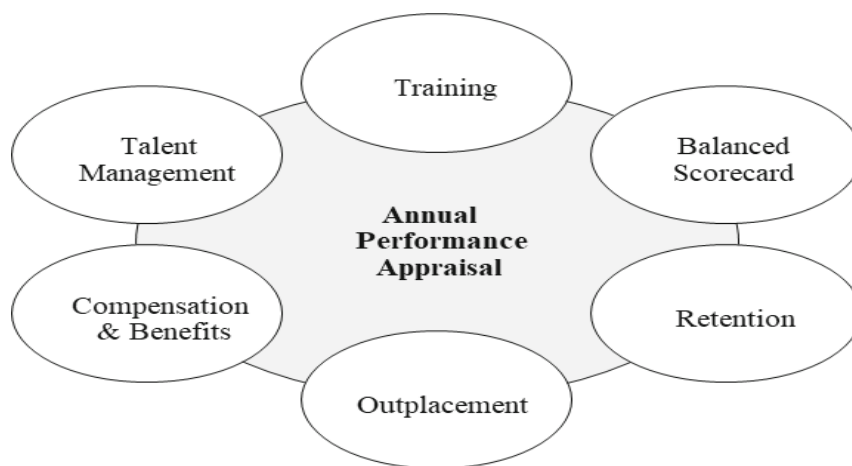 Training
Talent
Management
Balanced
Scorecard
Annual
Performance
Appraisal
Compensation
& Benefits
Retention
Outplacement